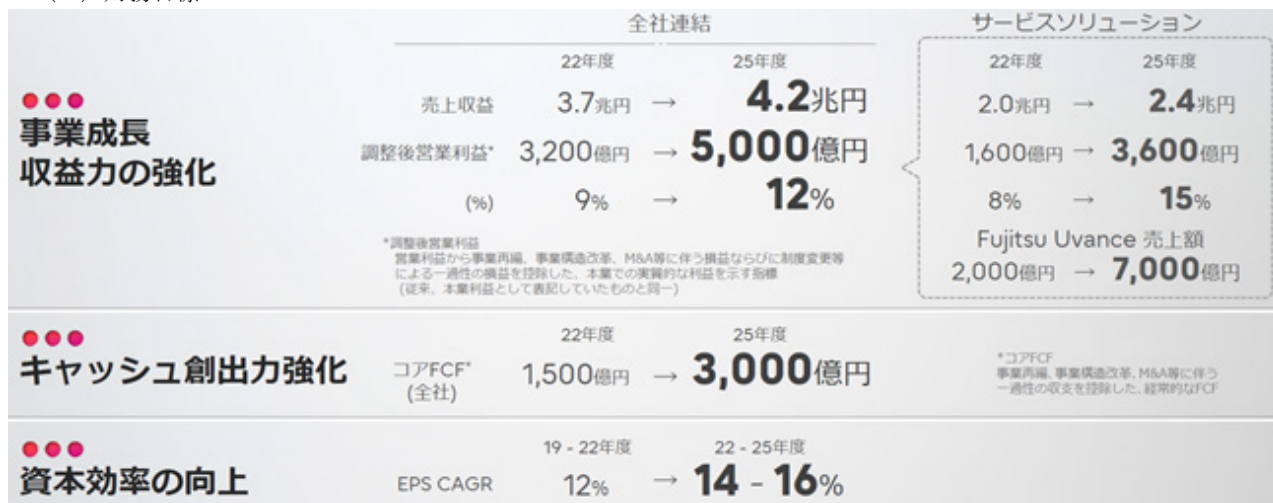 全社連結
サービスソリューション
22年度
25年度
22年度
25年度
事業成長
収益力の強化
売上収益
3.7兆円 → 4.2兆円
2.0兆円 → 2.4兆円
調整後営業利益*
3,200億円 → 5,000億円
1,600億円 → 3,600億円
(%)
9% → 12%
8% → 15%
*調整後営業利益
営業利益から事業再編、事業構造改革、M&A等に伴う損益ならびに制度変更等
による一過性の損益を控除した、本業での実質的な利益を示す指標
(従来、本業利益として表記していたものと同一)
Fujitsu Uvance 売上額
2,000億円 → 7,000億円
キャッシュ創出力強化
22年度
25年度
コアFCF*
(全社)
1,500億円 → 3,000億円
*コアFCF
事業再編、事業構造改革、M&A等に伴う
一過性の収支を控除した、経常的なFCF
資本効率の向上
19 - 22年度
22 - 25年度
EPS CAGR
12% → 14 - 16%